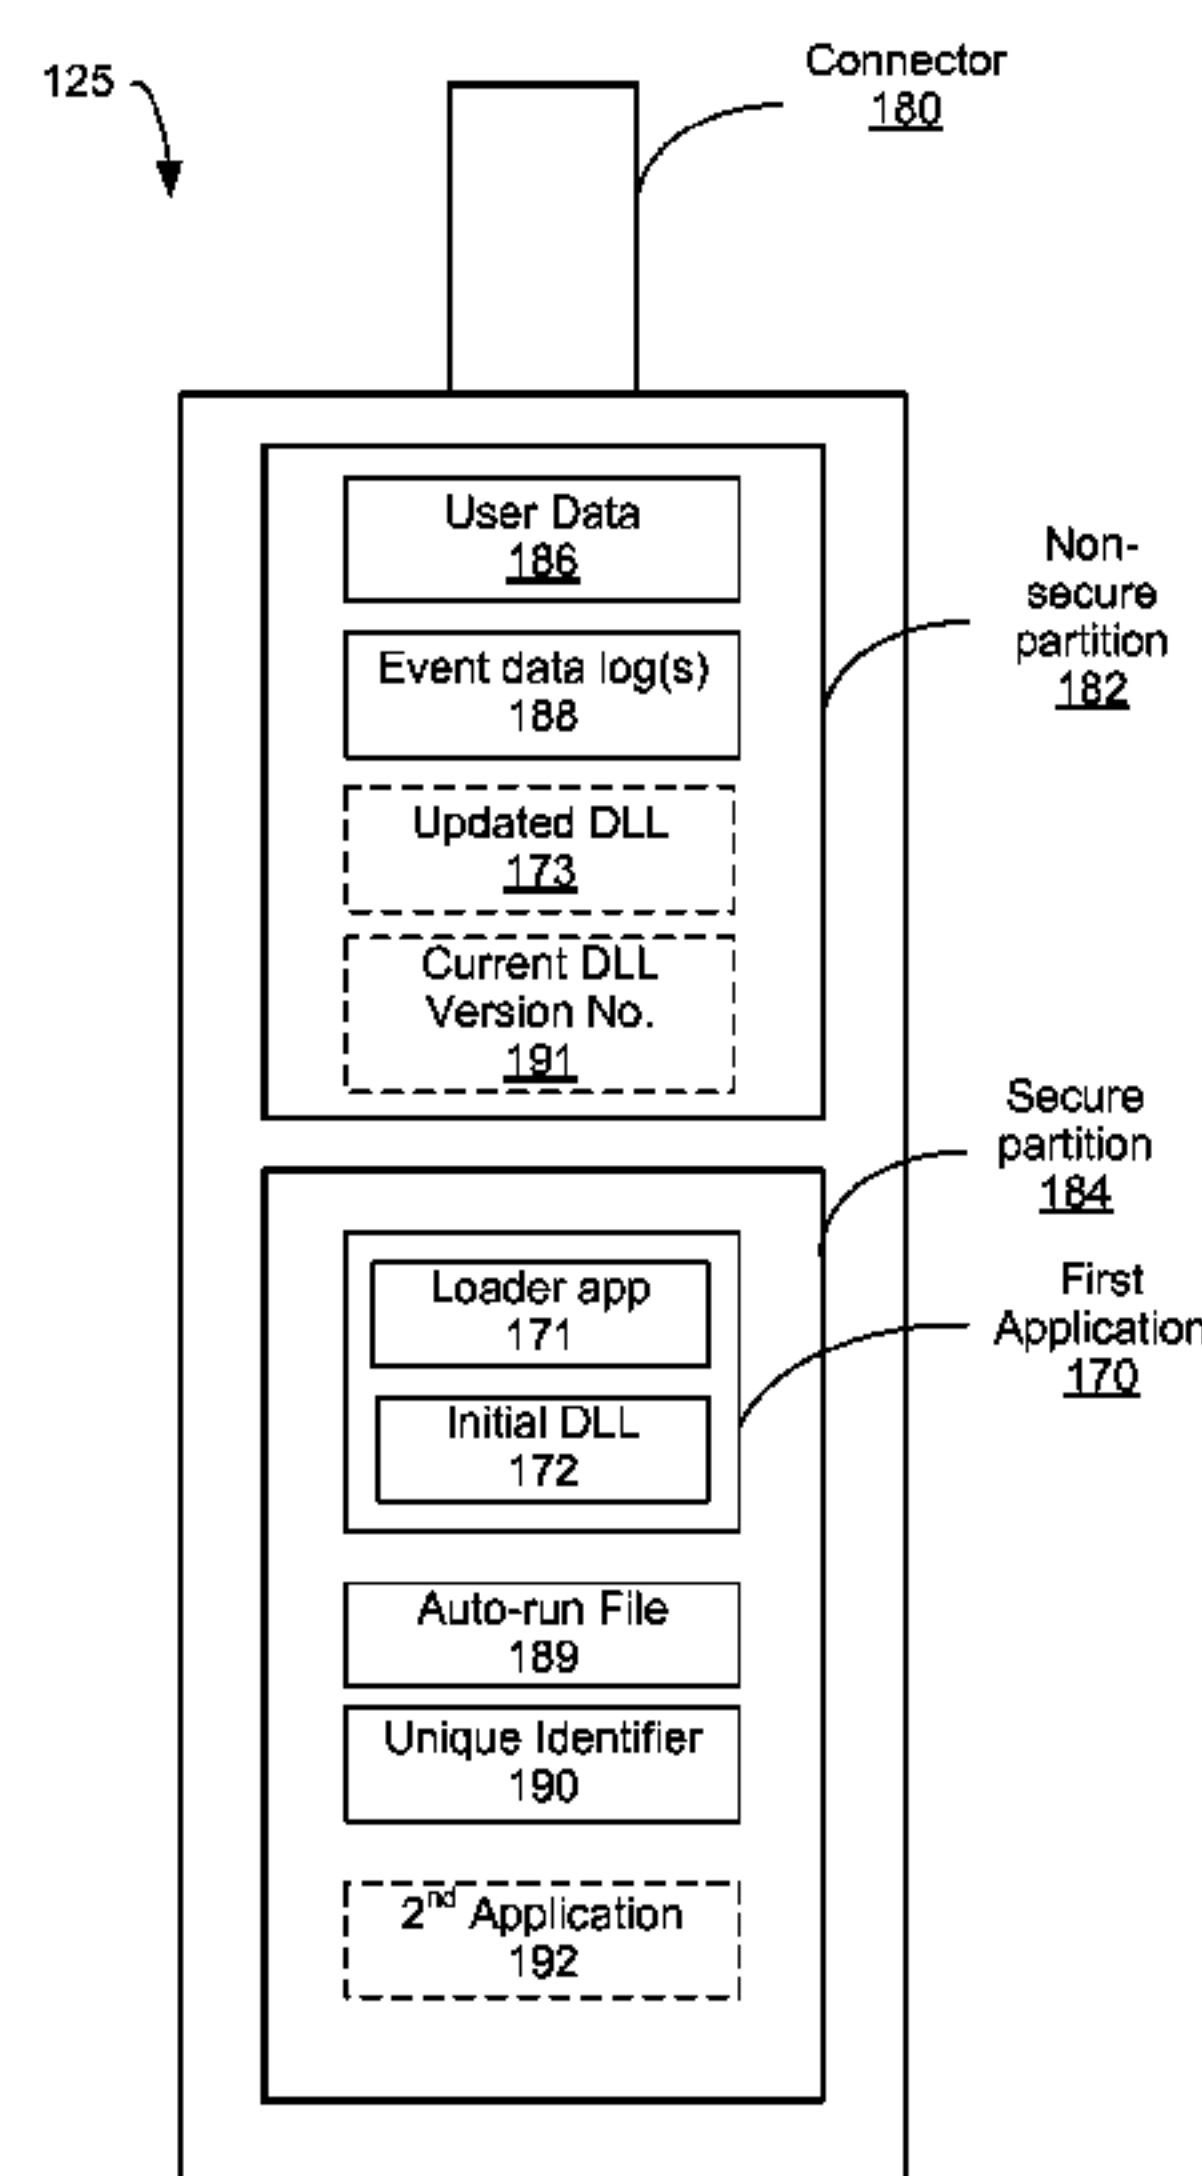 125
Connector
180
User Data
186
Event data log(s)
188
Updated DLL
173
Current DLL
Version No.
191
Non-
secure
partition
182
Secure
partition
184
Loader app
171
Initial DLL
172
First
Application
170
Auto-run File
189
Unique Identifier
190
2nd Application
192